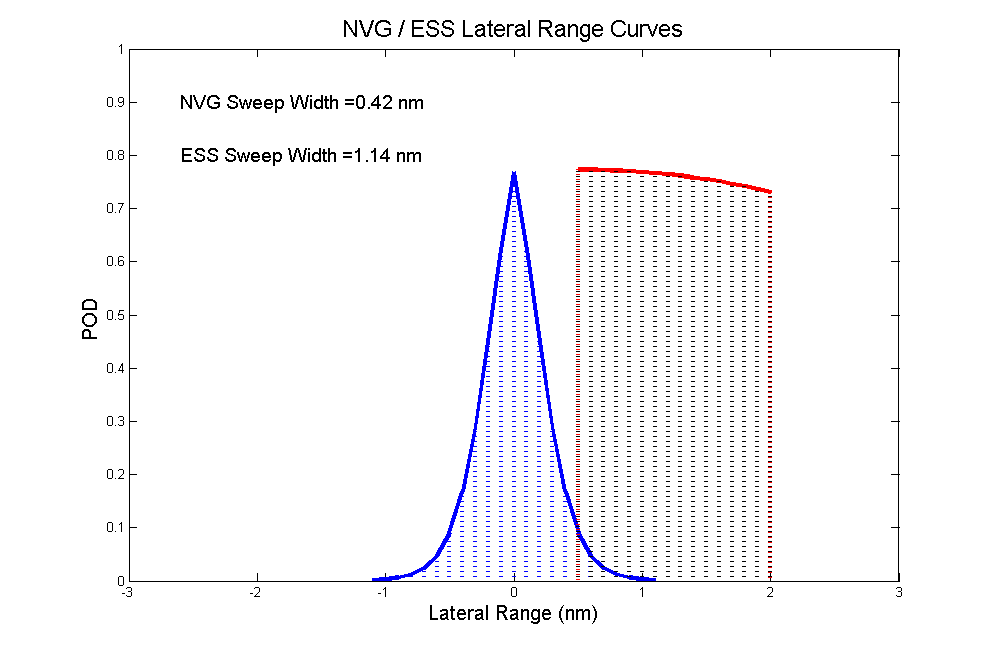 NVG / ESS Lateral Range Curves
1
0.9
NVG Sweep Width =0.42 nm
0.8
ESS Sweep Width =1.14 nm
0.7
0.6
0.5
POD
0.4
0.3
0.2
0.1
0
-3 -2 -1 0 1 2 3
Lateral Range (nm)